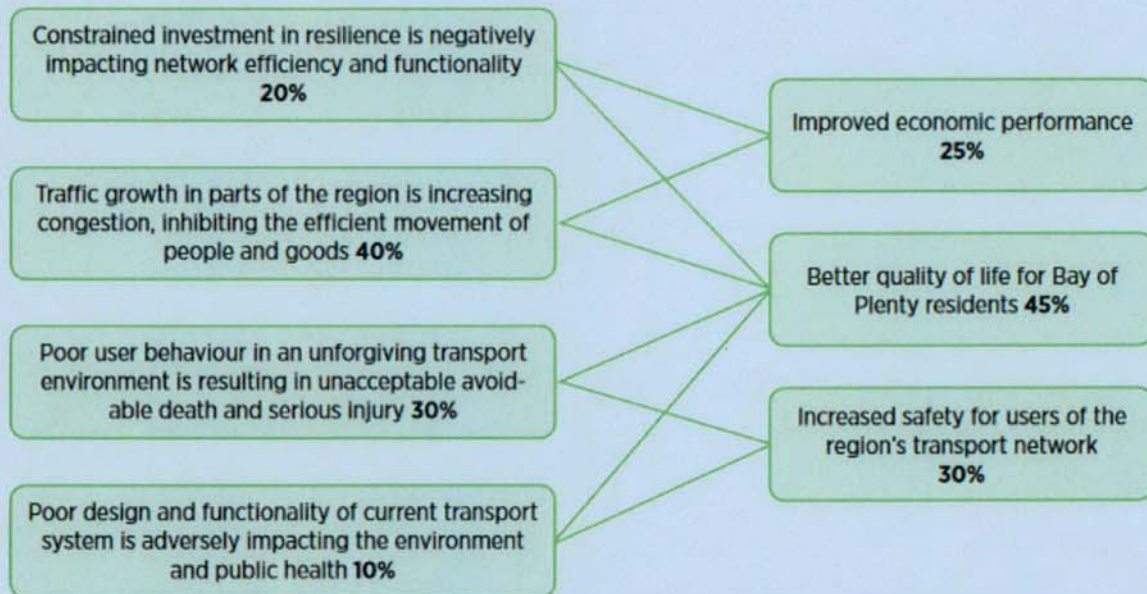 Constrained investment in resilience is negatively
impacting network efficiency and functionality
20%
Traffic growth in parts of the region is increasing
congestion, inhibiting the efficient movement of
people and goods 40%
Poor user behaviour in an unforgiving transport
environment is resulting in unacceptable avoid-
able death and serious injury 30%
Poor design and functionality of current transport
system is adversely impacting the environment
and public health 10%
Improved economic performance
25%
Better quality of life for Bay of
Plenty residents 45%
Increased safety for users of the
region's transport network
30%